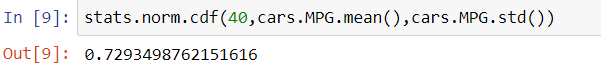 In [9]: stats.norm.cdf(40,cars.MPG.mean(),cars.MPG.std())
Out[9]: 0.7293498762151616